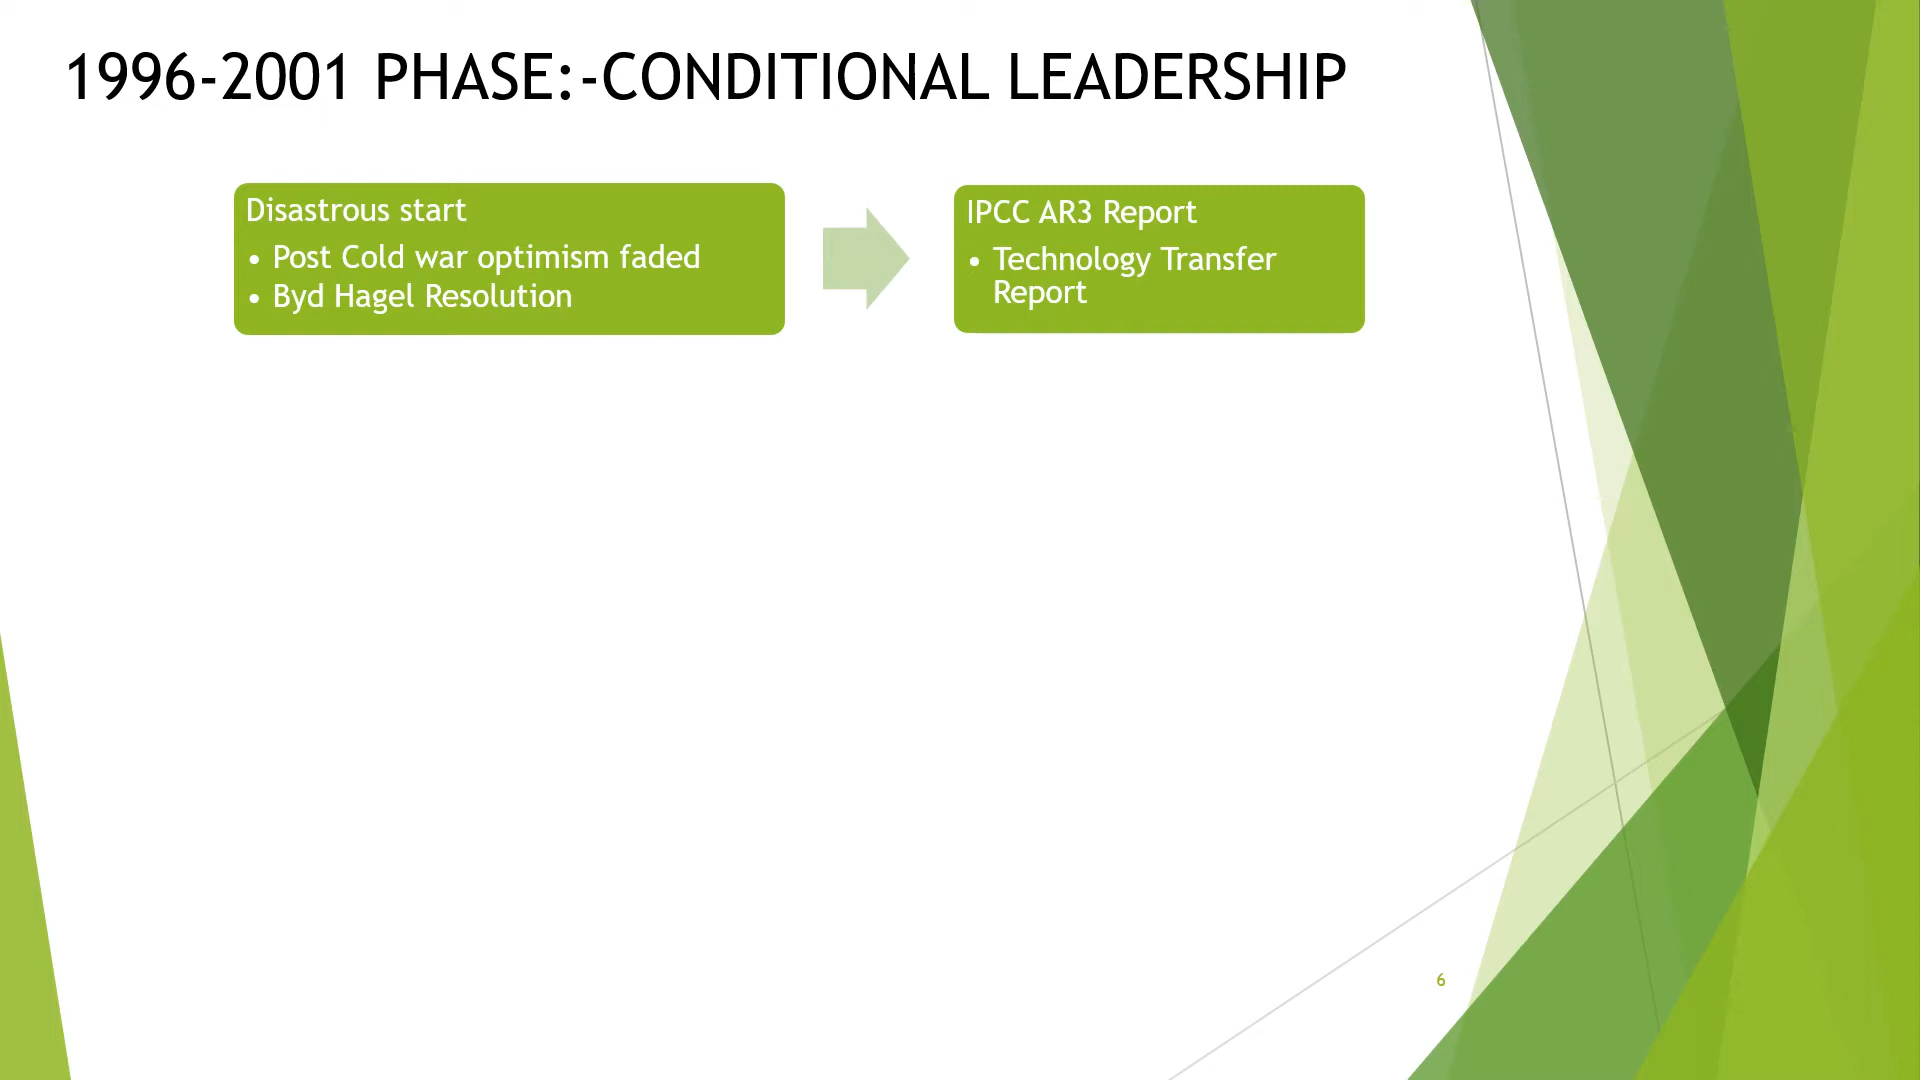 1996-2001 PHASE:-CONDITIONAL LEADERSHIP
Disastrous start
• Post Cold war optimism faded
• Byd Hagel Resolution
IPCC AR3 Report
• Technology Transfer
Report
6